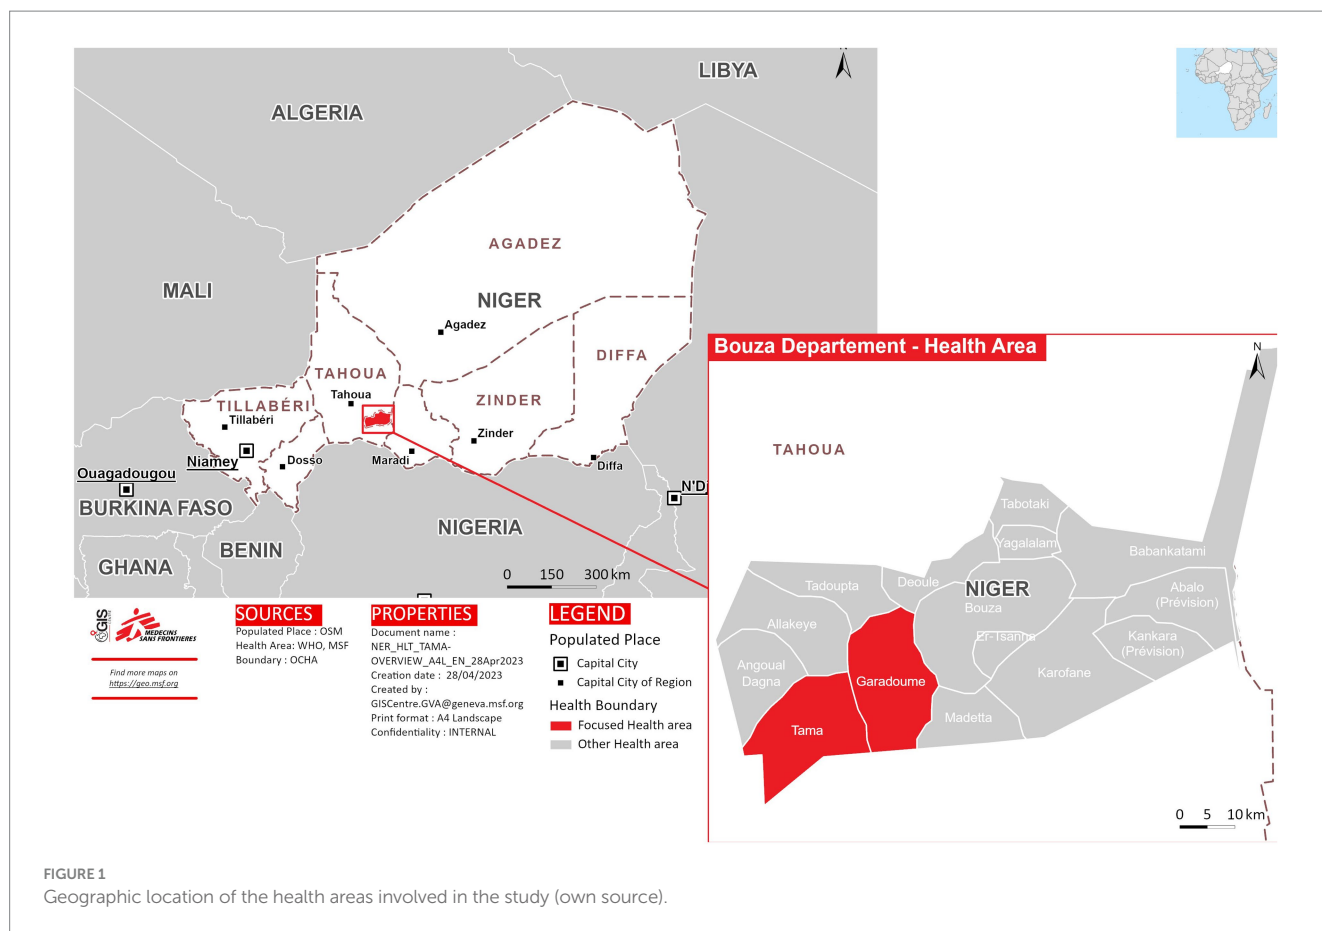 LIBYA
ALGERIA
AGADEZ
MALI
NIGER
Agadez
DIFFA
TAHOUA
Tahoua
ZINDER
TILLABÉRI
Tillabéri
Zinder
Niamey
Dosso
Maradi
Diffa
Ouagadougou
BURKINA FASO
NIGERIA
BENIN
GHANA
0 150 300 km
Bouza Departement - Health Area
N
TAHOUA
Tabotaki
Yagalalam
Babankatami
Tadoupta
Deoule
NIGER
Bouza
Abalo
(Prévision)
Allakeye
Er-Tsanne
Kankara
(Prévision)
Angoual
Dagna
Garadoume
Karofane
Tama
Madetta
0 5 10 km
GIS
MEDECINS
SANS FRONTIERES
Find more maps on
https://geo.msf.org
SOURCES
Populated Place : OSM
Health Area: WHO, MSF
Boundary : OCHA
PROPERTIES
Document name :
NER_HLT_TAMA-
OVERVIEW_A4L_EN_28Apr2023
Creation date : 28/04/2023
Created by :
GISCentre.GVA@geneva.msf.org
Print format : A4 Landscape
Confidentiality : INTERNAL
LEGEND
Populated Place
Capital City
Capital City of Region
Health Boundary
Focused Health area
Other Health area
FIGURE 1
Geographic location of the health areas involved in the study (own source).